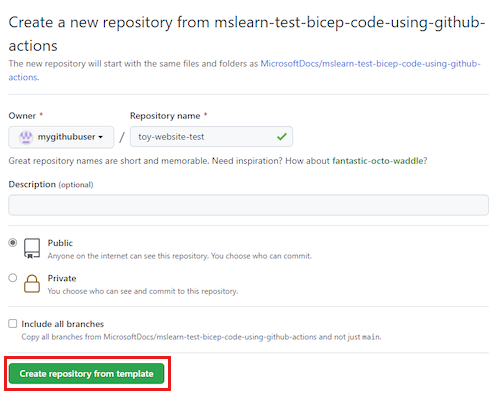 Create a new repository from mslearn-test-bicep-code-using-github-
actions
The new repository will start with the same files and folders as MicrosoftDocs/mslearn-test-bicep-code-using-github-
actions.
Owner * Repository name *
mygithubuser / toy-website-test
Great repository names are short and memorable. Need inspiration? How about fantastic-octo-waddle?
Description (optional)
Public
Anyone on the internet can see this repository. You choose who can commit.
Private
You choose who can see and commit to this repository.
Include all branches
Copy all branches from MicrosoftDocs/mslearn-test-bicep-code-using-github-actions and not just main.
Create repository from template